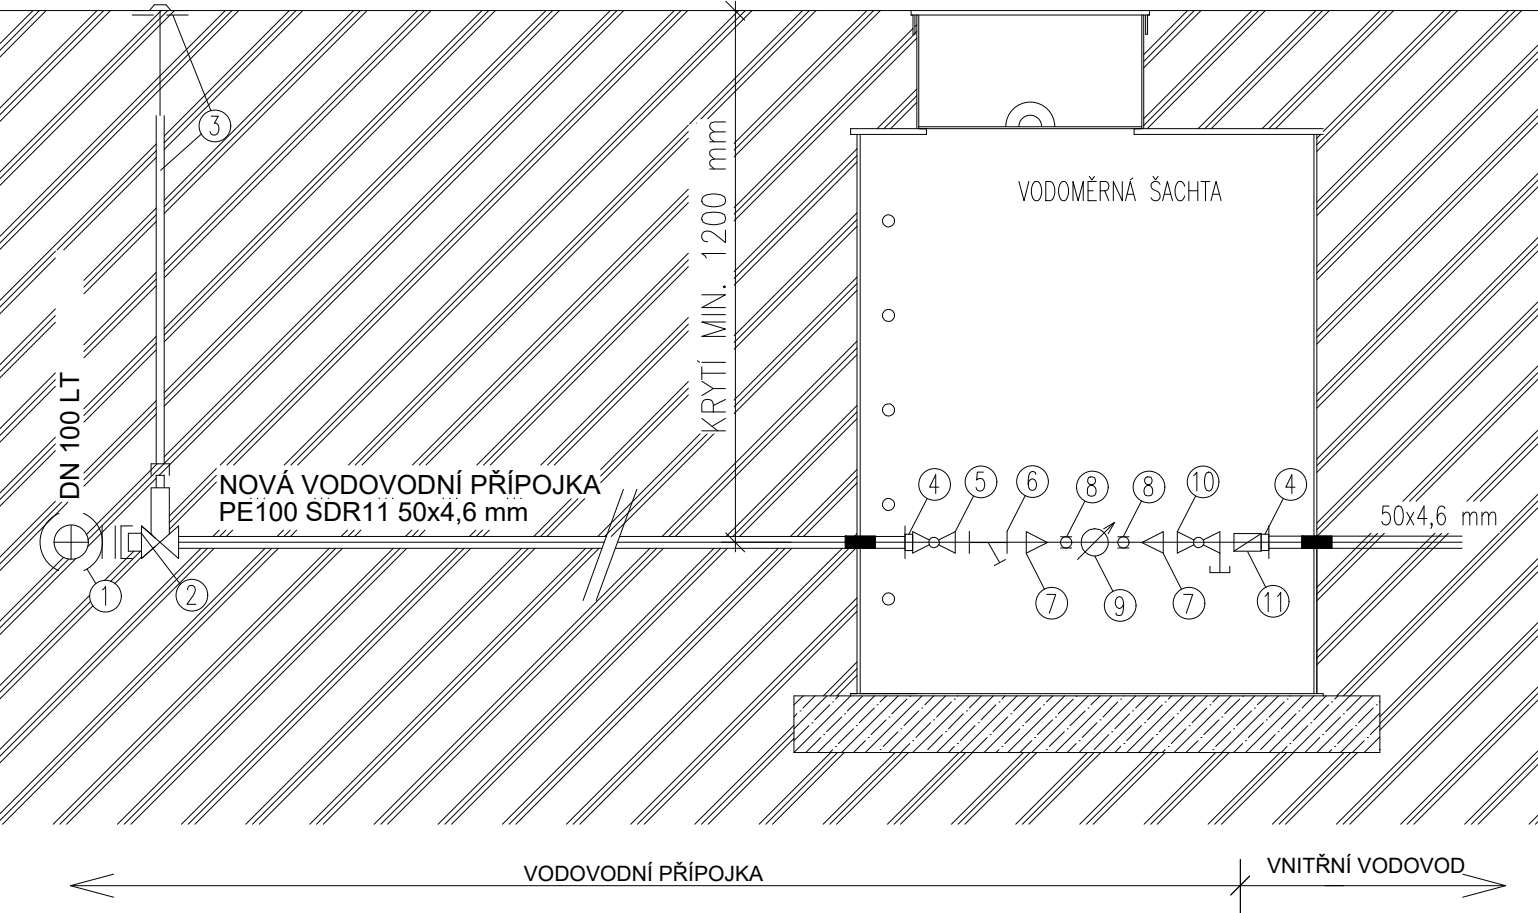 3
VODOMĚRNÁ ŠACHTA
KRYTÍ MIN. 1200 mm
DN 100 LT
NOVÁ VODOVODNÍ PŘÍPOJKA
PE100 SDR11 50x4,6 mm
4 5 6 8 8 10 4
50x4,6 mm
1 2 7 9 7 11
VODOVODNÍ PŘÍPOJKA
VNITŘNÍ VODOVOD